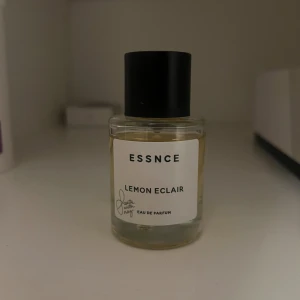 ESSNCE
LEMON ECLAIR
EAU DE PARFUM